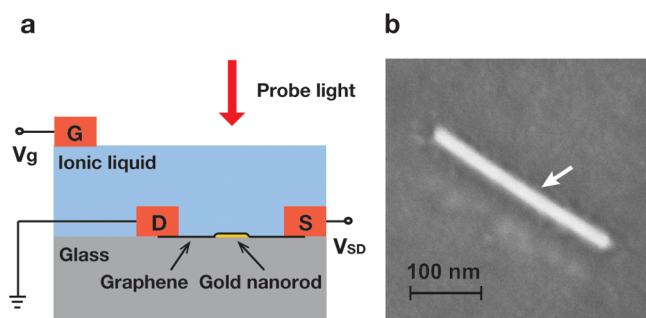 a
b
Probe light
G
Vg
Ionic liquid
D
S
VSD
Glass
Graphene
Gold nanorod
100 nm